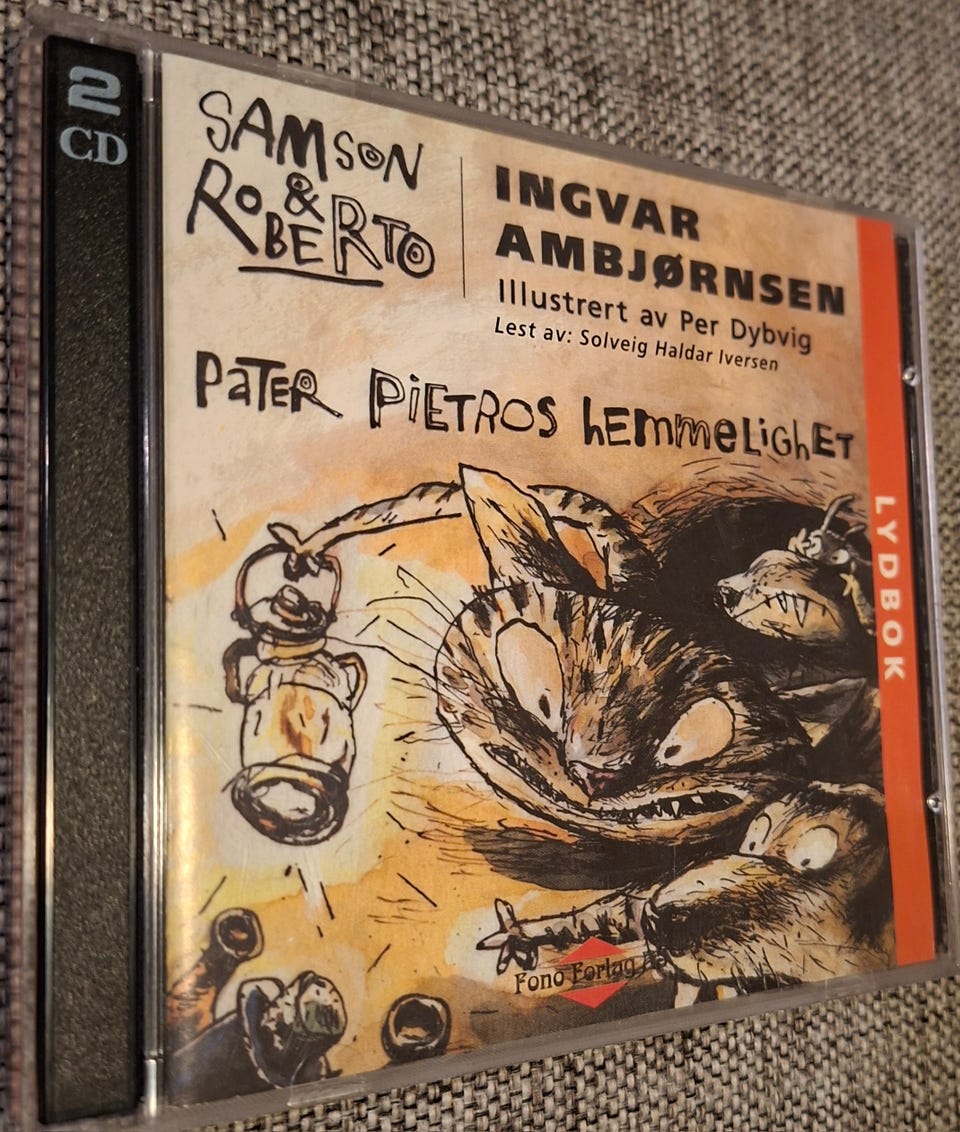 2
CD
SAMSON
&
ROBERTO
INGVAR
AMBJØRNSEN
Illustrert av Per Dybvig
Lest av: Solveig Haldar Iversen
PATER PIETROS HEMMELIGHET
LYDBOK
Fono Forlag